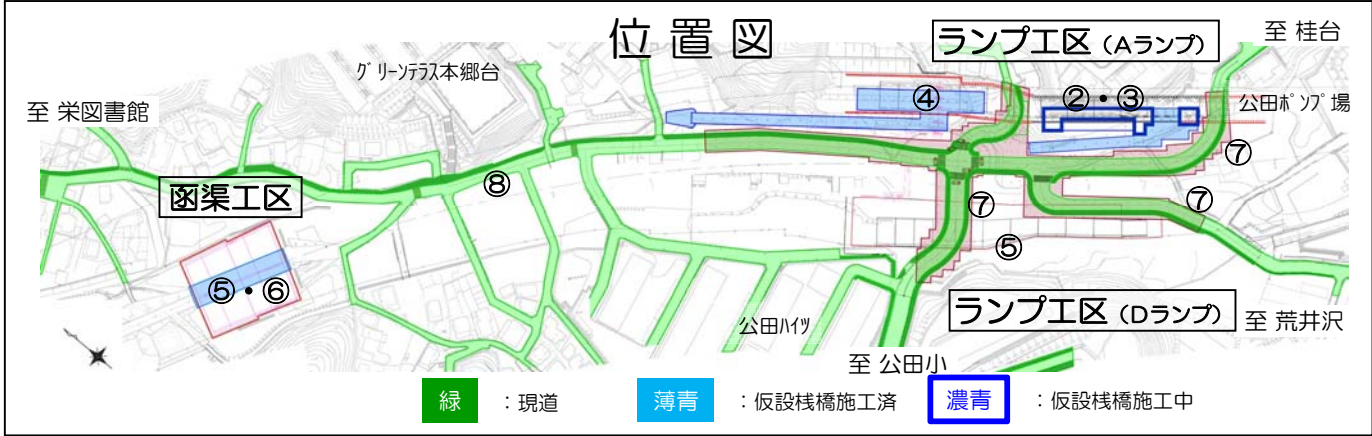 位置図
ランプ工区（Aランプ）
至 桂台
グリーンテラス本郷台
④
②・③
公田ポンプ場
至 栄図書館
⑦
函渠工区
⑧
⑦
⑦
⑤
⑤・⑥
公田ハイツ
ランプ工区（Dランプ）
至 荒井沢
至 公田小
緑 ：現道
薄青 ：仮設桟橋施工済
濃青 ：仮設桟橋施工中